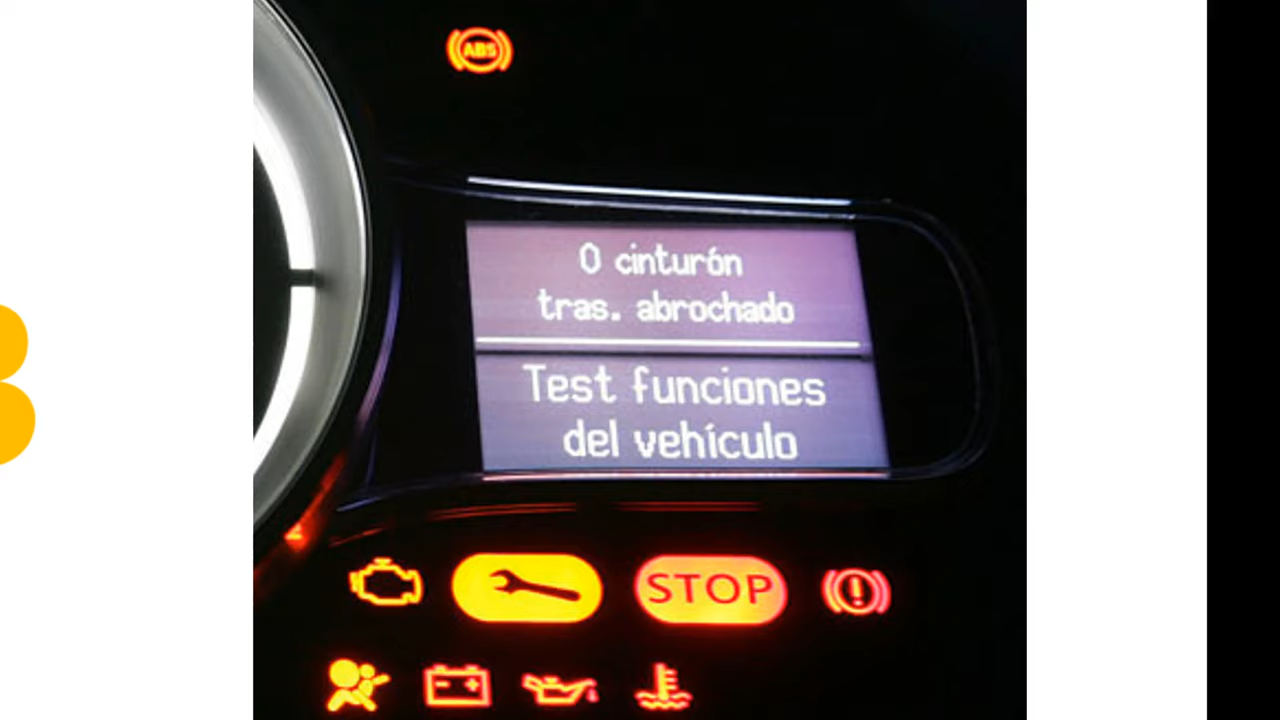 ABS
0 cinturón
tras. abrochado
Test funciones
del vehículo
STOP